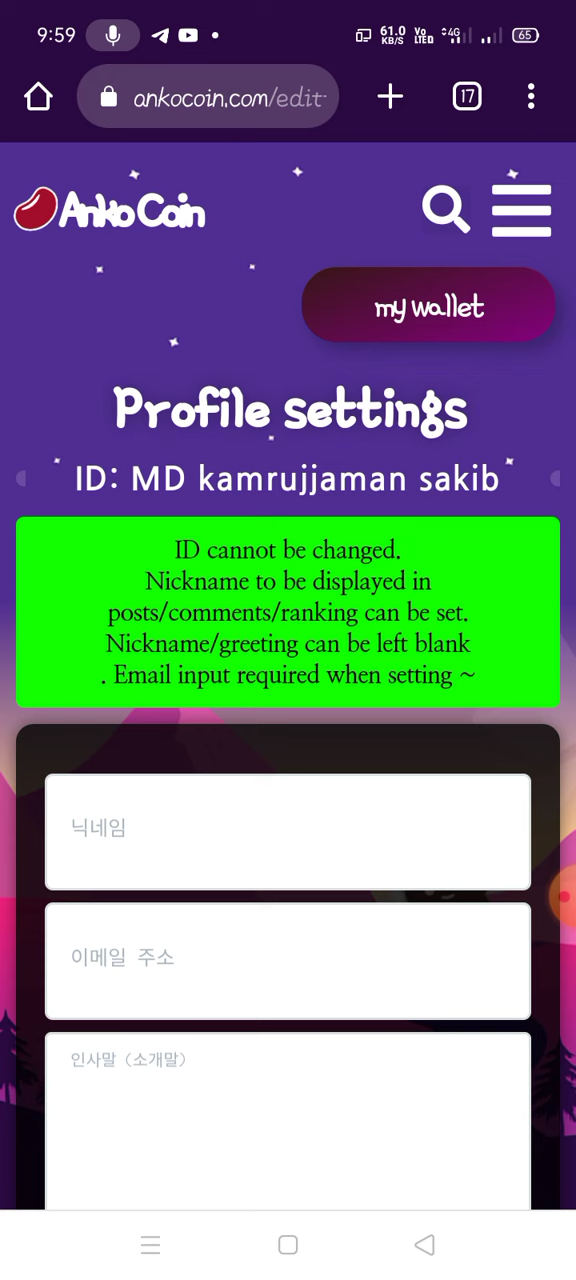 9:59
61.0
KB/S
Vo
LTED
4G
65
ankocoin.com/edit
17
Anko Coin
my wallet
Profile settings
ID: MD kamrujjaman sakib
ID cannot be changed.
Nickname to be displayed in
posts/comments/ranking can be set.
Nickname/greeting can be left blank
. Email input required when setting ~
닉네임
이메일 주소
인사말 (소개말)